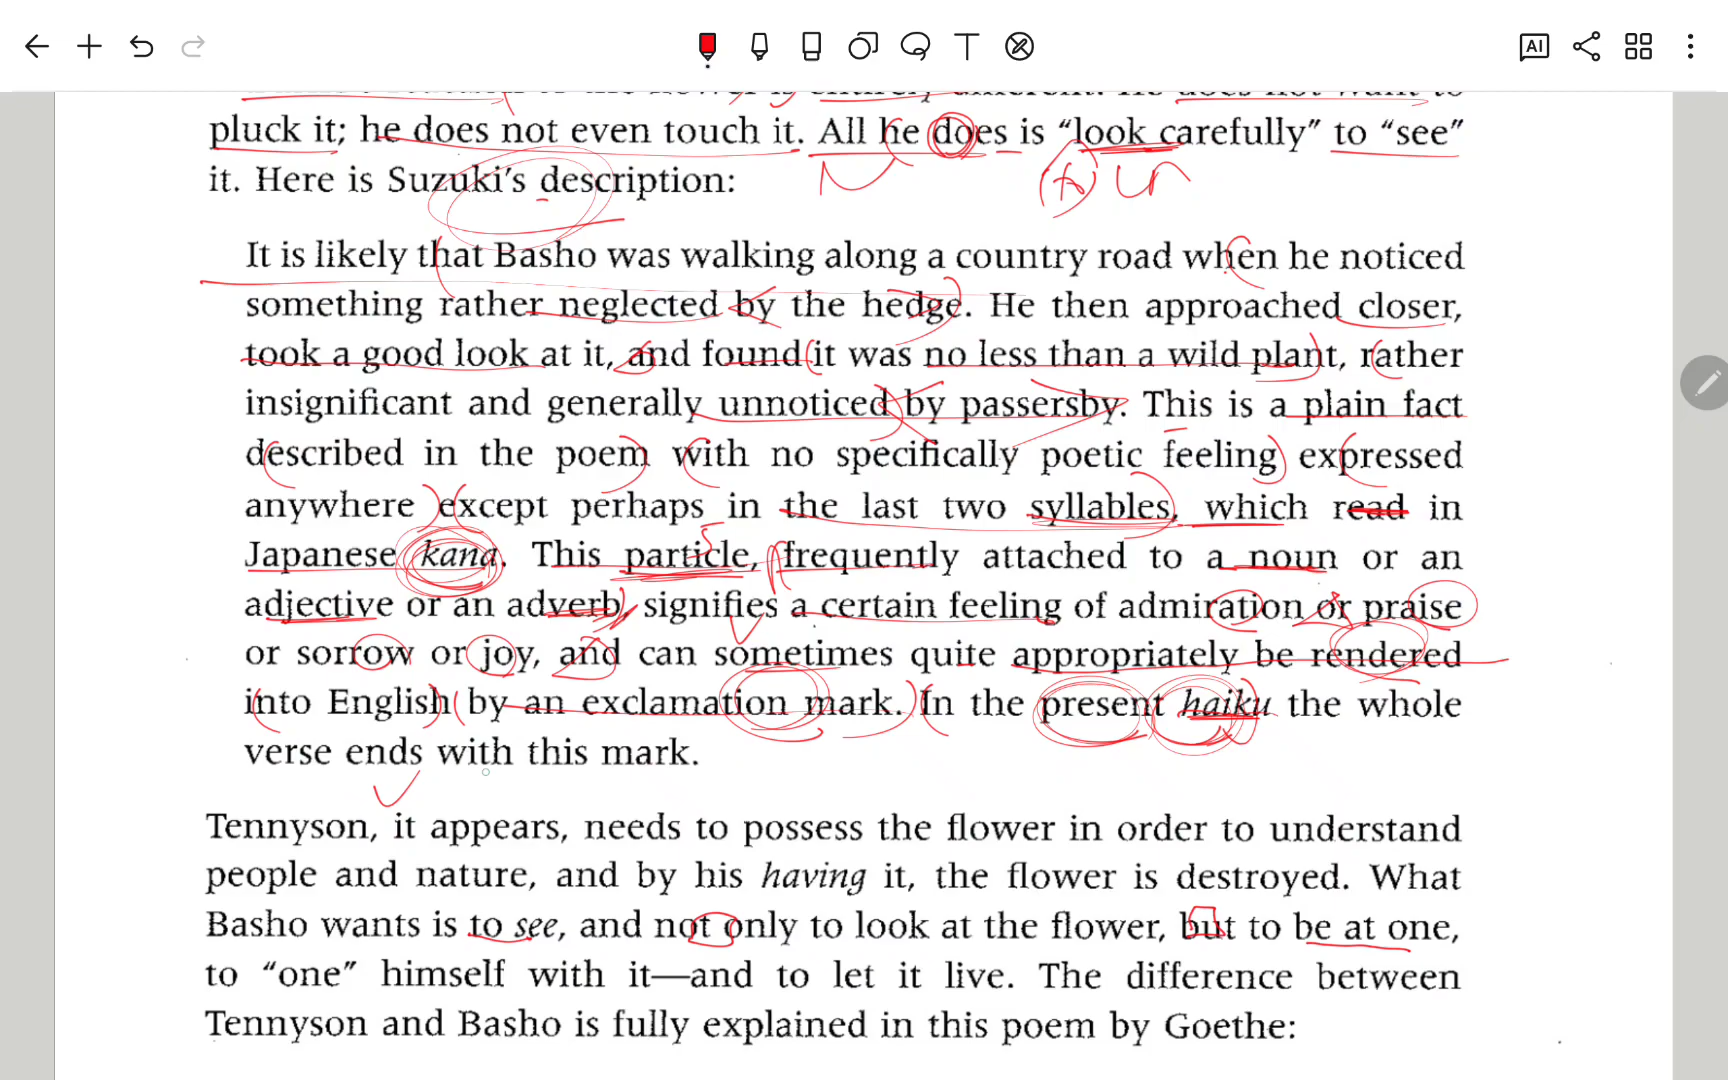 AI
pluck it; he does not even touch it. All he does is “look carefully” to “see”
it. Here is Suzuki’s description:
It is likely that Basho was walking along a country road when he noticed
something rather neglected by the hedge. He then approached closer,
took a good look at it, and found it was no less than a wild plant, rather
insignificant and generally unnoticed by passersby. This is a plain fact
described in the poem with no specifically poetic feeling expressed
anywhere except perhaps in the last two syllables, which read in
Japanese kana. This particle, frequently attached to a noun or an
adjective or an adverb, signifies a certain feeling of admiration or praise
or sorrow or joy, and can sometimes quite appropriately be rendered
into English by an exclamation mark. In the present haiku the whole
verse ends with this mark.
Tennyson, it appears, needs to possess the flower in order to understand
people and nature, and by his having it, the flower is destroyed. What
Basho wants is to see, and not only to look at the flower, but to be at one,
to “one” himself with it—and to let it live. The difference between
Tennyson and Basho is fully explained in this poem by Goethe: